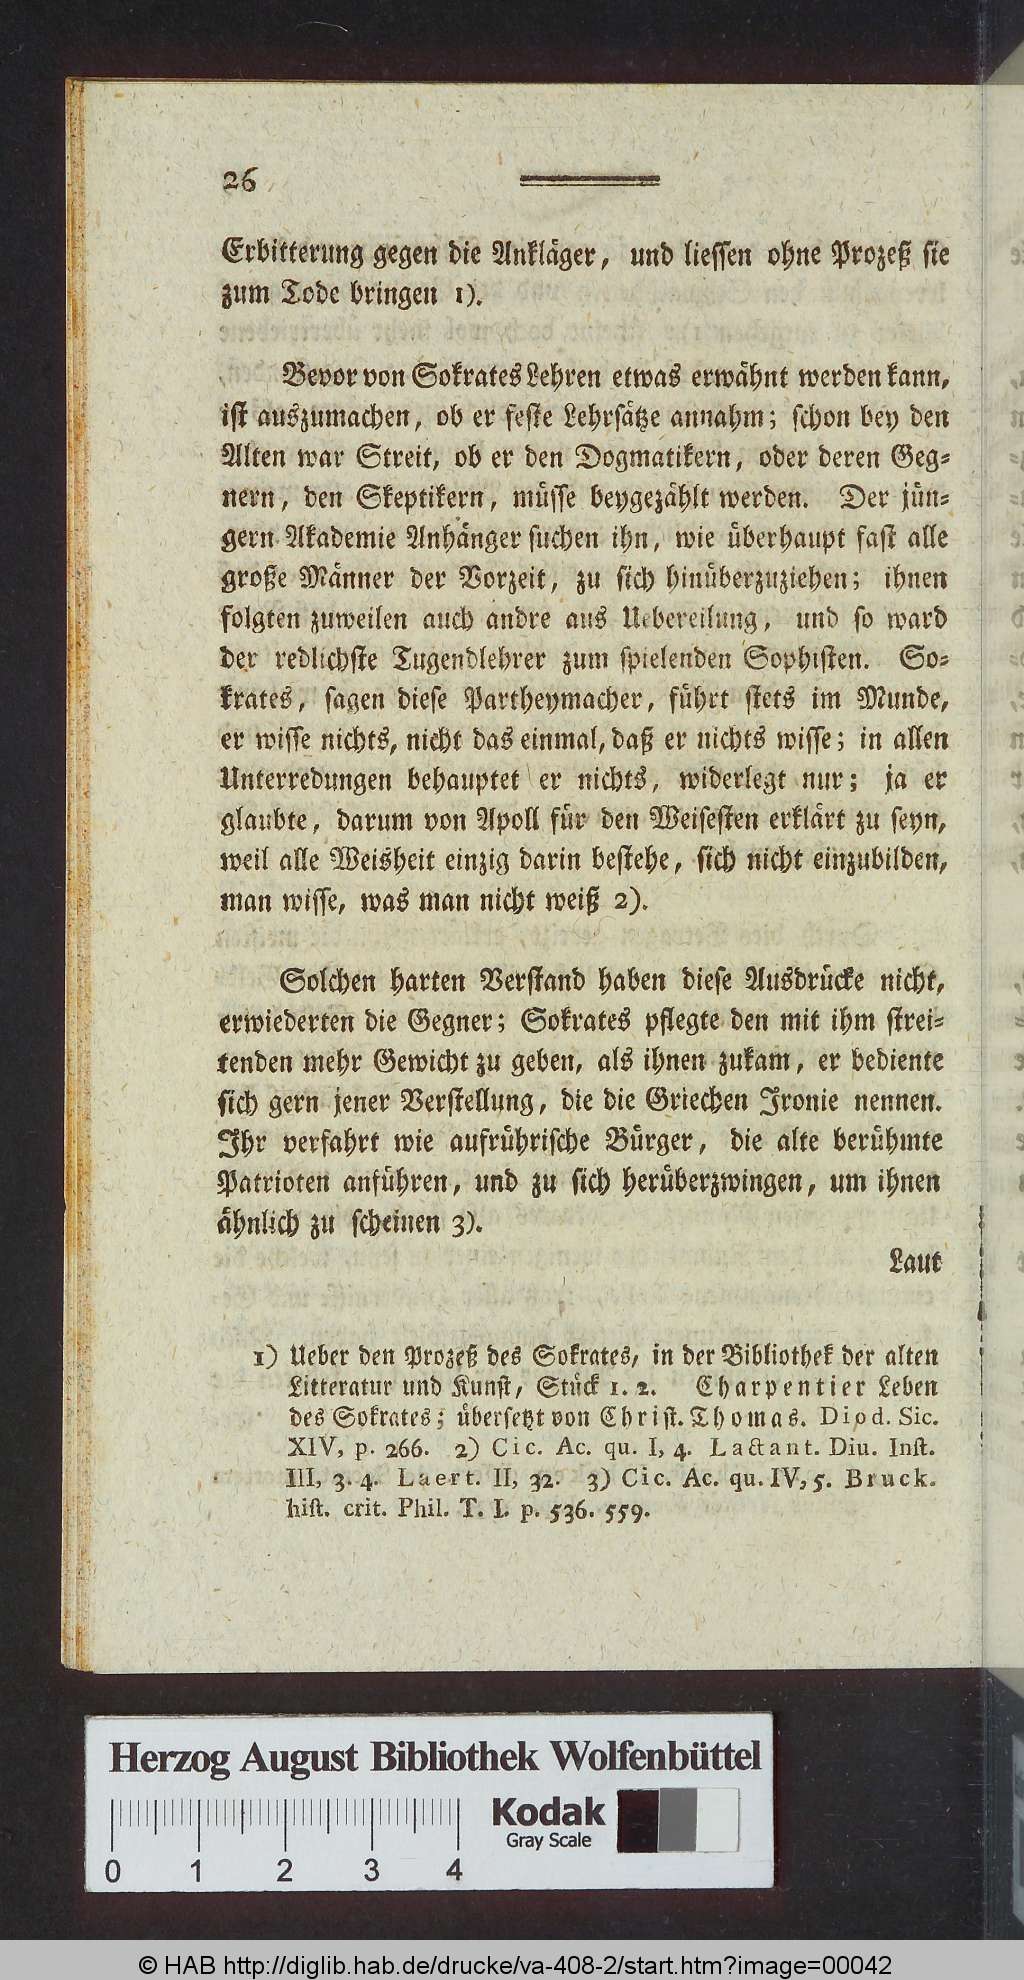 26
Erbitterung gegen die Ankläger, und liessen ohne Prozeß sie
zum Tode bringen 1).
Bevor von Sokrates Lehren etwas erwähnt werden kann,
ist auszumachen, ob er feste Lehrsätze annahm; schon bey den
Alten war Streit, ob er den Dogmatikern, oder deren Geg-
nern, den Skeptikern, müsse beygezählt werden. Der jün-
gern Akademie Anhänger suchen ihn, wie überhaupt fast alle
große Männer der Vorzeit, zu sich hinüberzuziehen; ihnen
folgten zuweilen auch andre aus Uebereilung, und so ward
der redlichste Tugendlehrer zum spielenden Sophisten. So-
krates, sagen diese Partheymacher, führt stets im Munde,
er wisse nichts, nicht das einmal, daß er nichts wisse; in allen
Unterredungen behauptet er nichts, widerlegt nur; ja er
glaubte, darum von Apoll für den Weisesten erklärt zu seyn,
weil alle Weisheit einzig darin bestehe, sich nicht einzubilden,
man wisse, was man nicht weiß 2).
Solchen harten Verstand haben diese Ausdrücke nicht,
erwiederten die Gegner; Sokrates pflegte den mit ihm strei-
tenden mehr Gewicht zu geben, als ihnen zukam, er bediente
sich gern jener Verstellung, die die Griechen Ironie nennen.
Ihr verfahrt wie aufrührische Bürger, die alte berühmte
Patrioten anführen, und zu sich herüberzwingen, um ihnen
ähnlich zu scheinen 3).
Laut
1) Ueber den Prozeß des Sokrates, in der Bibliothek der alten
Litteratur und Kunst, Stück 1. 2. Charpentier Leben
des Sokrates; übersetzt von Christ. Thomas. Diod. Sic.
XIV, p. 266. 2) Cic. Ac. qu. I, 4. Lactant. Diu. Inst.
III, 3. 4. Laert. II, 32. 3) Cic. Ac. qu. IV, 5. Bruck.
hist. crit. Phil. T. I. p. 536. 559.
Herzog August Bibliothek Wolfenbüttel
Kodak
Gray Scale
0 1 2 3 4
© HAB http://diglib.hab.de/drucke/va-408-2/start.htm?image=00042